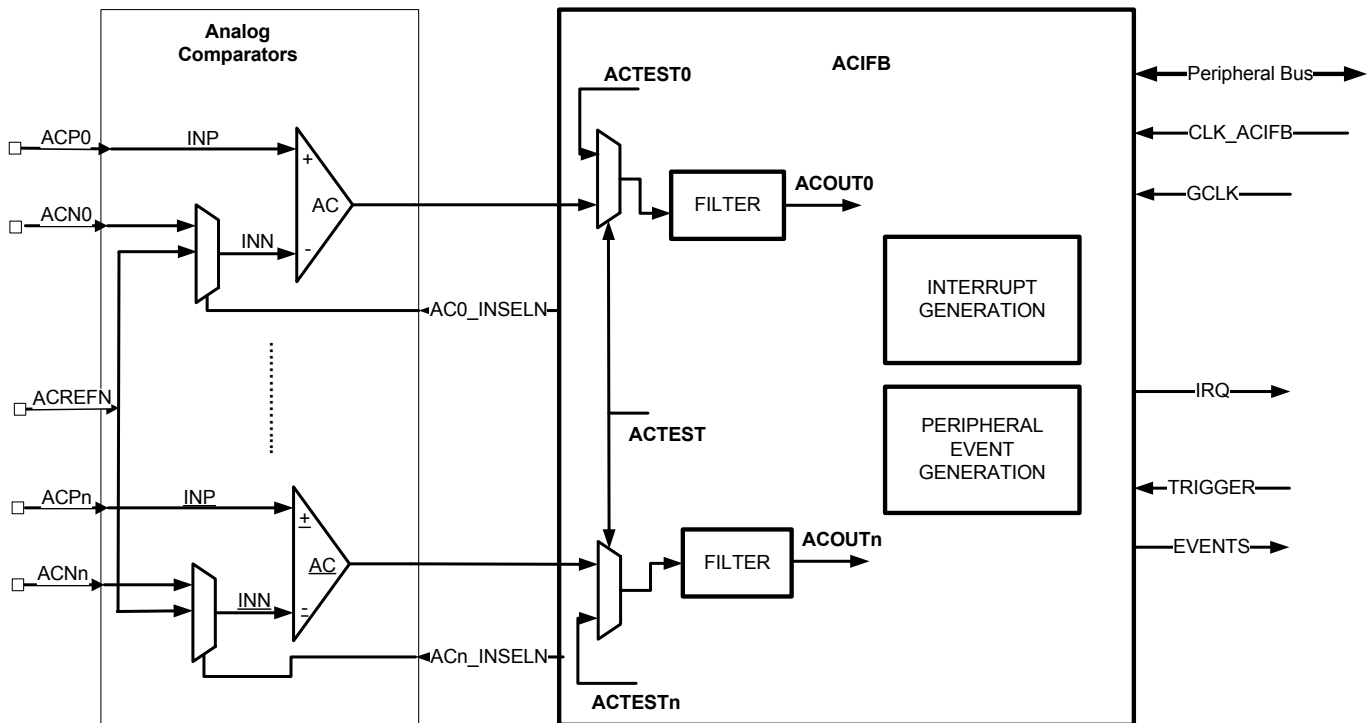 Analog
Comparators
ACIFB
ACTEST0
Peripheral Bus
ACP0
INP
+
CLK_ACIFB
AC
ACOUT0
FILTER
GCLK
ACN0
INN
-
INTERRUPT
GENERATION
AC0_INSELN
ACREFN
IRQ
ACTEST
PERIPHERAL
EVENT
GENERATION
ACPn
INP
TRIGGER
+
ACOUTn
EVENTS
AC
FILTER
ACNn
INN
-
ACn_INSELN
ACTESTn